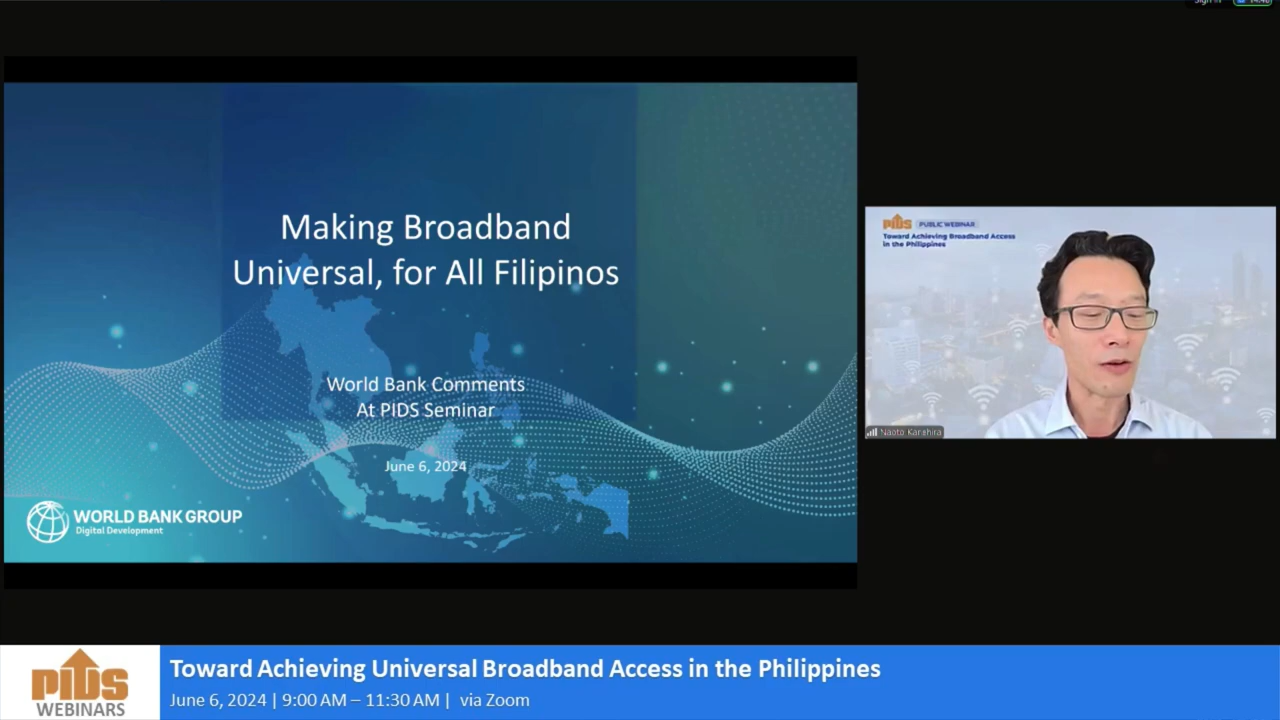 Sign in
Making Broadband
Universal, for All Filipinos
World Bank Comments
At PIDS Seminar
June 6, 2024
WORLD BANK GROUP
Digital Development
PIDS PUBLIC WEBINAR
Toward Achieving Broadband Access
in the Philippines
Naoto Kanehira
PIDS
WEBINARS
Toward Achieving Universal Broadband Access in the Philippines
June 6, 2024 | 9:00 AM – 11:30 AM | via Zoom